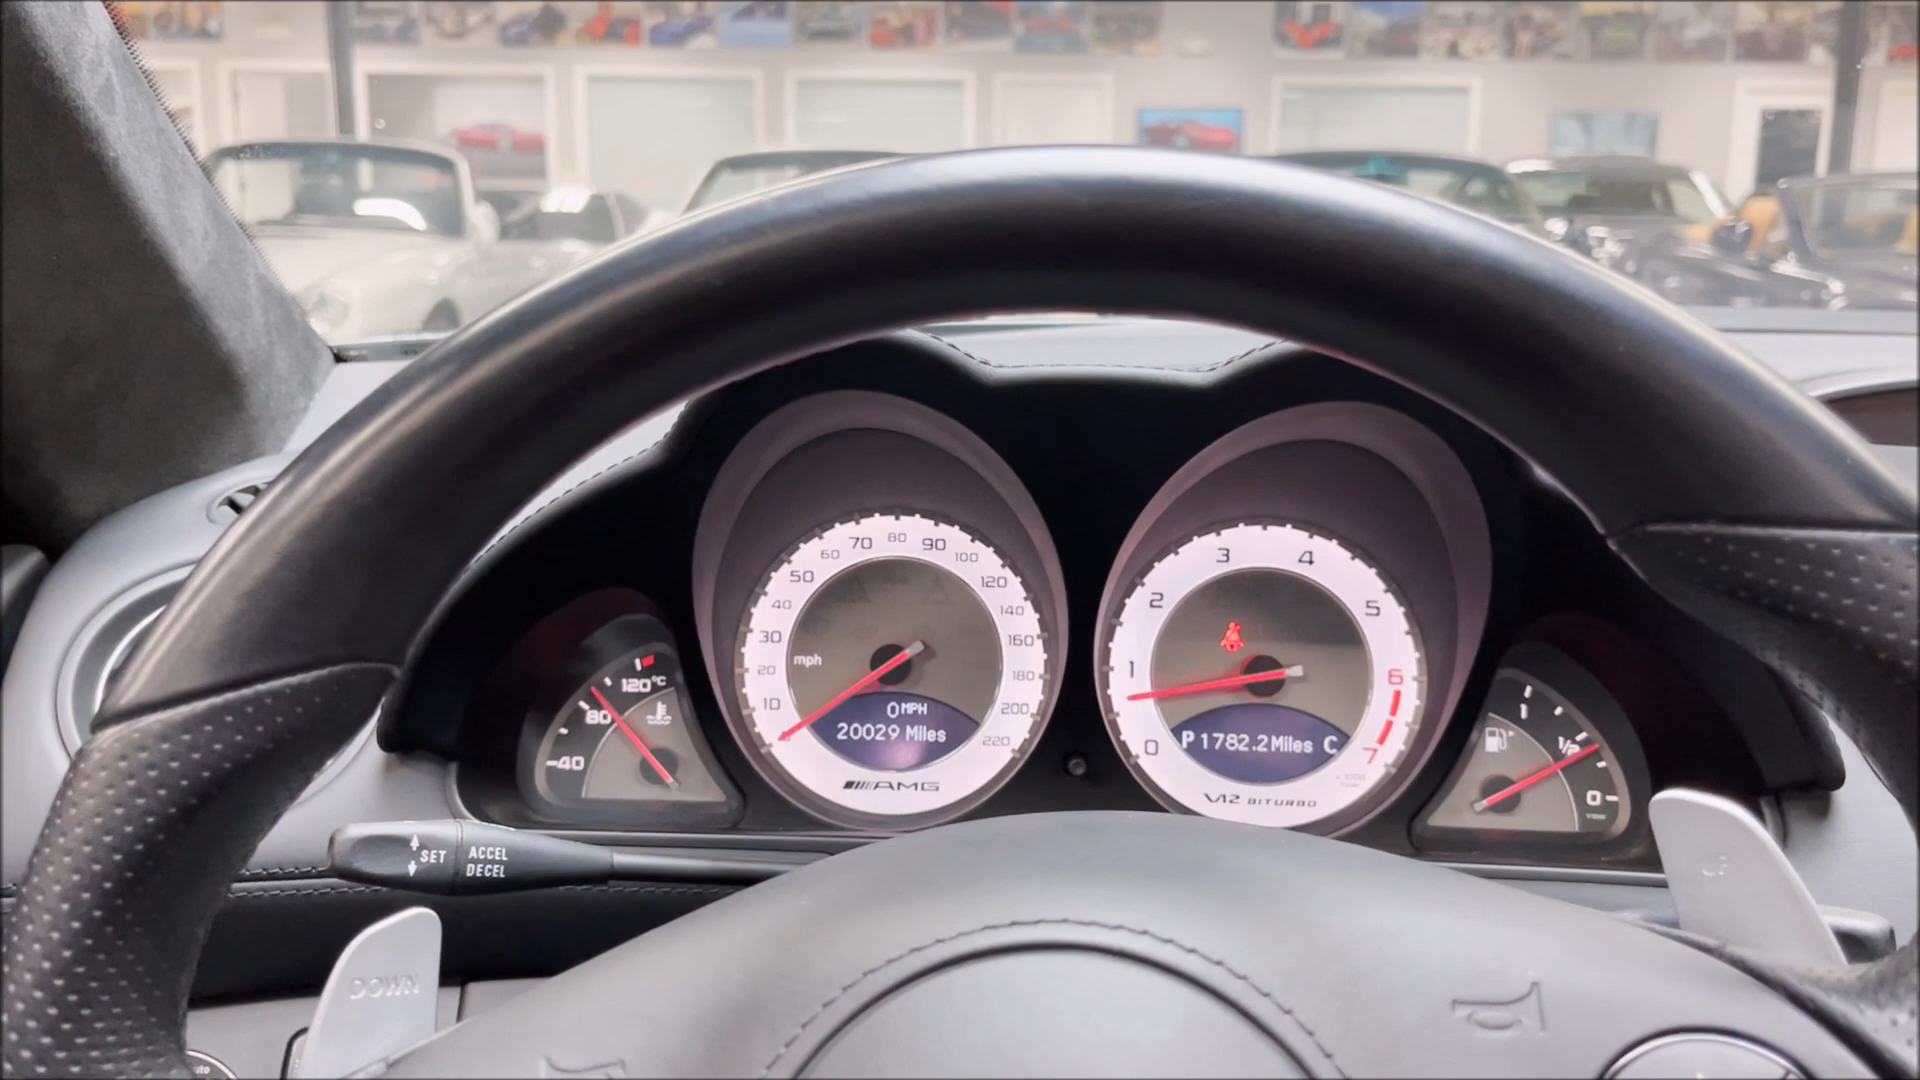 70 80 90
60 100
50 120
40 140
30 160
mph
20 180
10 200
220
0 MPH
20029 Miles
AMG
3 4
2 5
1 6
0 7
P 1782.2 Miles C
V12 BITURBO
120°C
80
40
1
1/2
0
SET
ACCEL
DECEL
DOWN